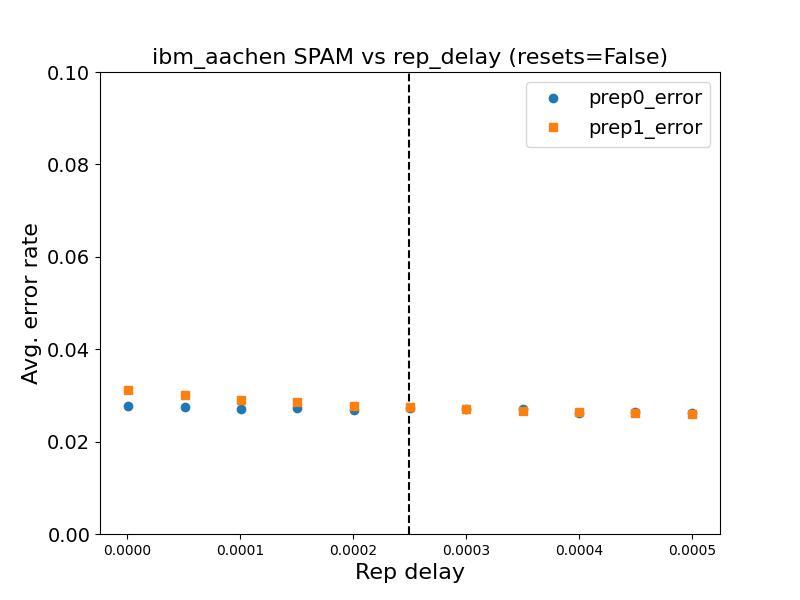 ibm_aachen SPAM vs rep_delay (resets=False)
prep0_error
prep1_error
Avg. error rate
0.10
0.08
0.06
0.04
0.02
0.00
0.0000 0.0001 0.0002 0.0003 0.0004 0.0005
Rep delay